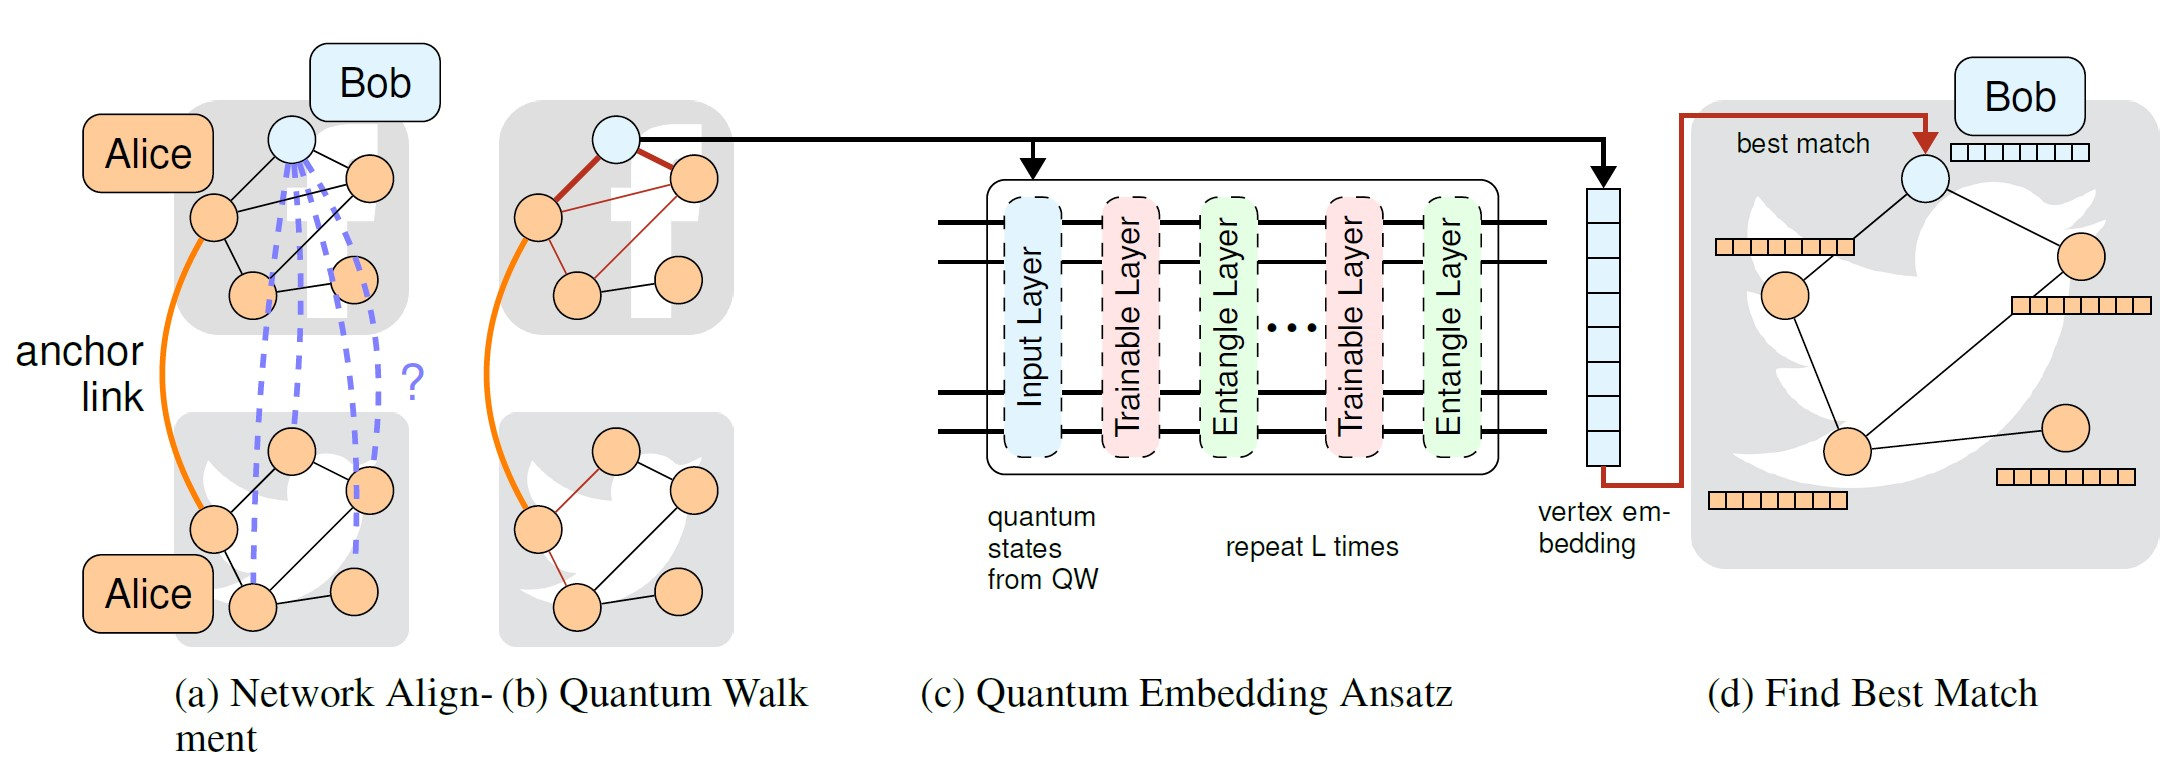 Bob
Alice
anchor
link
?
Alice
(a) Network Align-
ment
(b) Quantum Walk
Input Layer
Trainable Layer
Entangle Layer
...
Trainable Layer
Entangle Layer
quantum
states
from QW
repeat L times
vertex em-
bedding
(c) Quantum Embedding Ansatz
Bob
best match
(d) Find Best Match